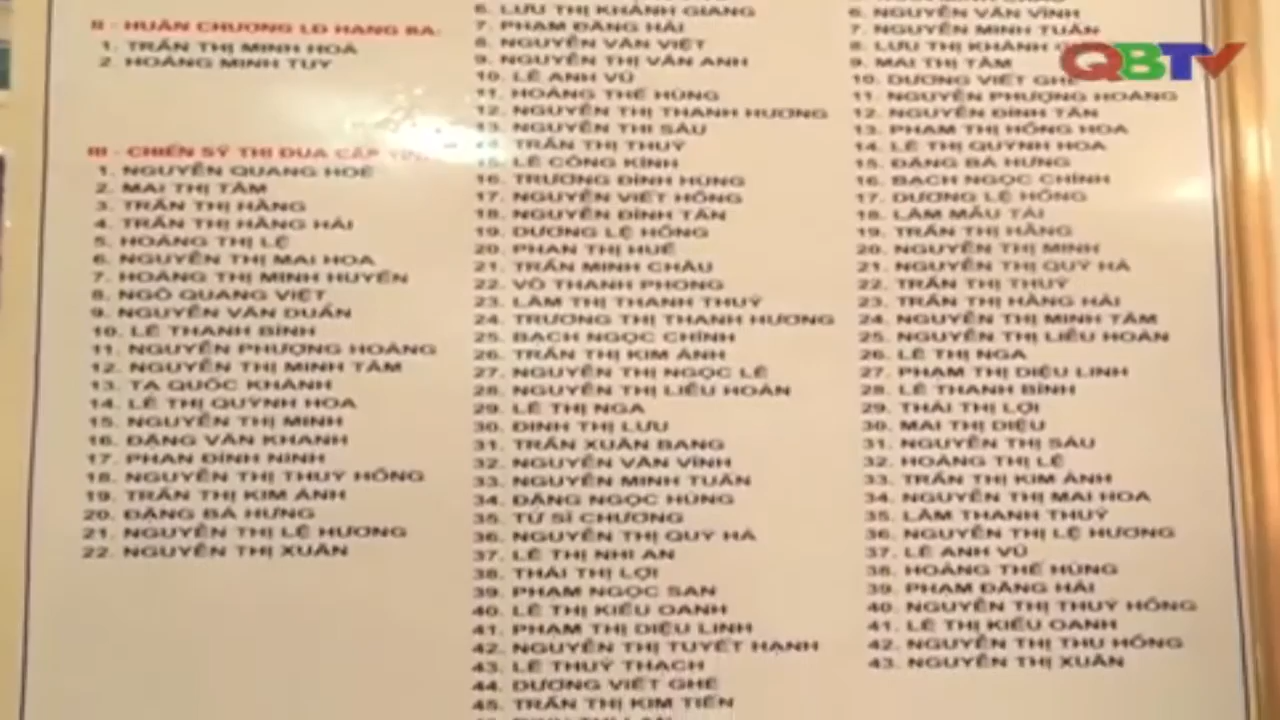 II - HUÂN CHƯƠNG LĐ HẠNG BA:
1. TRẦN THỊ MINH HOÀ
2. HOÀNG MINH TUÝ
III - CHIẾN SỸ THI ĐUA CẤP
1. NGUYỄN QUANG HOÈ
2. MAI THỊ TÂM
3. TRẦN THỊ HẰNG
4. TRẦN THỊ HẰNG HẢI
5. HOÀNG THỊ LỆ
6. NGUYỄN THỊ MAI HOA
7. HOÀNG THỊ MINH HUYỀN
8. NGÔ QUANG VIỆT
9. NGUYỄN VĂN DUẨN
10. LÊ THANH BÌNH
11. NGUYỄN PHƯỢNG HOÀNG
12. NGUYỄN THỊ MINH TÂM
13. TẠ QUỐC KHÁNH
14. LÊ THỊ QUỲNH HOA
15. NGUYỄN THỊ MINH
16. ĐẶNG VĂN KHANH
17. PHAN ĐÌNH NINH
18. NGUYỄN THỊ THUÝ HỒNG
19. TRẦN THỊ KIM ÁNH
20. ĐẶNG BÁ HƯNG
21. NGUYỄN THỊ LỆ HƯƠNG
22. NGUYỄN THỊ XUÂN
6. LƯU THỊ KHÁNH GIANG
7. PHẠM ĐĂNG HẢI
8. NGUYỄN VĂN VIỆT
9. NGUYỄN THỊ VÂN ANH
10. LÊ ANH VŨ
11. HOÀNG THẾ HÙNG
12. NGUYỄN THỊ THANH HƯƠNG
13. NGUYỄN THỊ SÁU
14. TRẦN THỊ THUỶ
15. LÊ CÔNG KÍNH
16. TRƯƠNG ĐÌNH HÙNG
17. NGUYỄN VIẾT HỒNG
18. NGUYỄN ĐÌNH TÂN
19. DƯƠNG LỆ HỒNG
20. PHAN THỊ HUẾ
21. TRẦN MINH CHÂU
22. VÕ THANH PHONG
23. LÂM THỊ THANH THUỶ
24. TRƯƠNG THỊ THANH HƯƠNG
25. BẠCH NGỌC CHÍNH
26. TRẦN THỊ KIM ÁNH
27. NGUYỄN THỊ NGỌC LÊ
28. NGUYỄN THỊ LIỄU HOÀN
29. LÊ THỊ NGA
30. ĐINH THỊ LƯU
31. TRẦN XUÂN BANG
32. NGUYỄN VĂN VĨNH
33. NGUYỄN MINH TUẤN
34. ĐẶNG NGỌC HÙNG
35. TỪ SĨ CHƯƠNG
36. NGUYỄN THỊ QUÝ HÀ
37. LÊ THỊ NHI AN
38. THÁI THỊ LỢI
39. PHẠM NGỌC SAN
40. LÊ THỊ KIỀU OANH
41. PHẠM THỊ DIỆU LINH
42. NGUYỄN THỊ TUYẾT HẠNH
43. LÊ THUÝ THẠCH
44. DƯƠNG VIẾT GHÊ
45. TRẦN THỊ KIM TIẾN
6. NGUYỄN VĂN VĨNH
7. NGUYỄN MINH TUẤN
8. LƯU THỊ KHÁNH
9. MAI THỊ TÂM
10. DƯƠNG VIẾT GHÊ
11. NGUYỄN PHƯỢNG HOÀNG
12. NGUYỄN ĐÌNH TÂN
13. PHẠM THỊ HỒNG HOA
14. LÊ THỊ QUỲNH HOA
15. ĐẶNG BÁ HƯNG
16. BẠCH NGỌC CHÍNH
17. DƯƠNG LỆ HỒNG
18. LÂM MẬU TÀI
19. TRẦN THỊ HẰNG
20. NGUYỄN THỊ MINH
21. NGUYỄN THỊ QUÝ HÀ
22. TRẦN THỊ THUỶ
23. TRẦN THỊ HẰNG HẢI
24. NGUYỄN THỊ MINH TÂM
25. NGUYỄN THỊ LIỄU HOÀN
26. LÊ THỊ NGA
27. PHẠM THỊ DIỆU LINH
28. LÊ THANH BÌNH
29. THÁI THỊ LỢI
30. MAI THỊ DIỆU
31. NGUYỄN THỊ SÁU
32. HOÀNG THỊ LỆ
33. TRẦN THỊ KIM ÁNH
34. NGUYỄN THỊ MAI HOA
35. LÂM THANH THUỶ
36. NGUYỄN THỊ LỆ HƯƠNG
37. LÊ ANH VŨ
38. HOÀNG THẾ HÙNG
39. PHẠM ĐĂNG HẢI
40. NGUYỄN THỊ THUÝ HỒNG
41. LÊ THỊ KIỀU OANH
42. NGUYỄN THỊ THU HỒNG
43. NGUYỄN THỊ XUÂN
QBTV